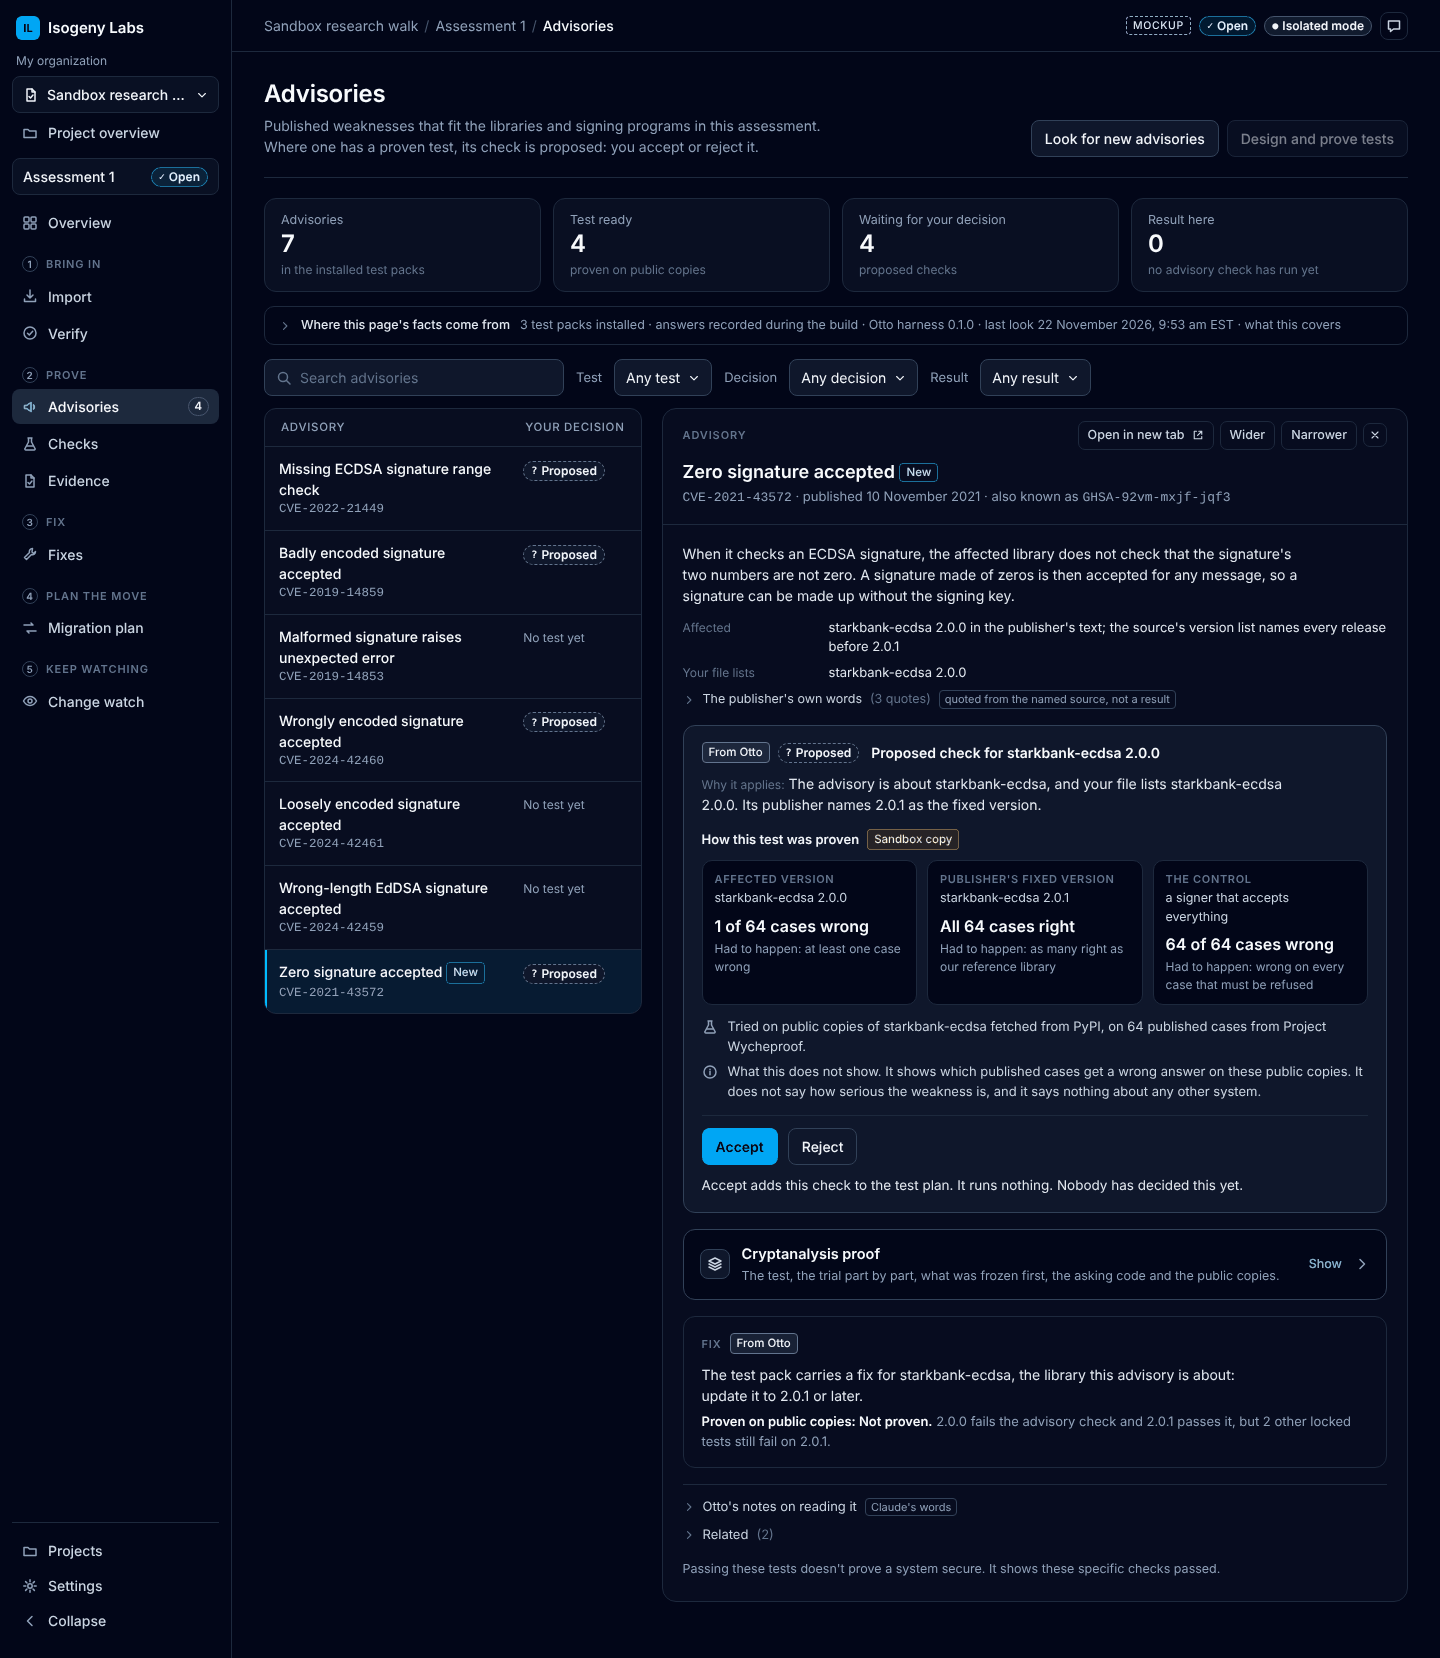 IL Isogeny Labs
My organization
Sandbox research ...
Project overview
Assessment 1 ✓ Open
Overview
1 BRING IN
Import
Verify
2 PROVE
Advisories 4
Checks
Evidence
3 FIX
Fixes
4 PLAN THE MOVE
Migration plan
5 KEEP WATCHING
Change watch
Projects
Settings
Collapse
Sandbox research walk / Assessment 1 / Advisories
MOCKUP ✓ Open ● Isolated mode
Advisories
Published weaknesses that fit the libraries and signing programs in this assessment.
Where one has a proven test, its check is proposed: you accept or reject it.
Look for new advisories Design and prove tests
Advisories
7
in the installed test packs
Test ready
4
proven on public copies
Waiting for your decision
4
proposed checks
Result here
0
no advisory check has run yet
Where this page's facts come from 3 test packs installed · answers recorded during the build · Otto harness 0.1.0 · last look 22 November 2026, 9:53 am EST · what this covers
Search advisories Test Any test Decision Any decision Result Any result
ADVISORY YOUR DECISION
Missing ECDSA signature range ? Proposed
check
CVE-2022-21449
Badly encoded signature ? Proposed
accepted
CVE-2019-14859
Malformed signature raises No test yet
unexpected error
CVE-2019-14853
Wrongly encoded signature ? Proposed
accepted
CVE-2024-42460
Loosely encoded signature No test yet
accepted
CVE-2024-42461
Wrong-length EdDSA signature No test yet
accepted
CVE-2024-42459
Zero signature accepted New ? Proposed
CVE-2021-43572
ADVISORY Open in new tab Wider Narrower ✕
Zero signature accepted New
CVE-2021-43572 · published 10 November 2021 · also known as GHSA-92vm-mxjf-jqf3
When it checks an ECDSA signature, the affected library does not check that the signature's
two numbers are not zero. A signature made of zeros is then accepted for any message, so a
signature can be made up without the signing key.
Affected starkbank-ecdsa 2.0.0 in the publisher's text; the source's version list names every release
before 2.0.1
Your file lists starkbank-ecdsa 2.0.0
The publisher's own words (3 quotes) quoted from the named source, not a result
From Otto ? Proposed Proposed check for starkbank-ecdsa 2.0.0
Why it applies: The advisory is about starkbank-ecdsa, and your file lists starkbank-ecdsa
2.0.0. Its publisher names 2.0.1 as the fixed version.
How this test was proven Sandbox copy
AFFECTED VERSION
starkbank-ecdsa 2.0.0
1 of 64 cases wrong
Had to happen: at least one case
wrong
PUBLISHER'S FIXED VERSION
starkbank-ecdsa 2.0.1
All 64 cases right
Had to happen: as many right as
our reference library
THE CONTROL
a signer that accepts
everything
64 of 64 cases wrong
Had to happen: wrong on every
case that must be refused
Tried on public copies of starkbank-ecdsa fetched from PyPI, on 64 published cases from Project
Wycheproof.
What this does not show. It shows which published cases get a wrong answer on these public copies. It
does not say how serious the weakness is, and it says nothing about any other system.
Accept Reject
Accept adds this check to the test plan. It runs nothing. Nobody has decided this yet.
Cryptanalysis proof
The test, the trial part by part, what was frozen first, the asking code and the public copies.
Show
FIX From Otto
The test pack carries a fix for starkbank-ecdsa, the library this advisory is about:
update it to 2.0.1 or later.
Proven on public copies: Not proven. 2.0.0 fails the advisory check and 2.0.1 passes it, but 2 other locked
tests still fail on 2.0.1.
Otto's notes on reading it Claude's words
Related (2)
Passing these tests doesn't prove a system secure. It shows these specific checks passed.